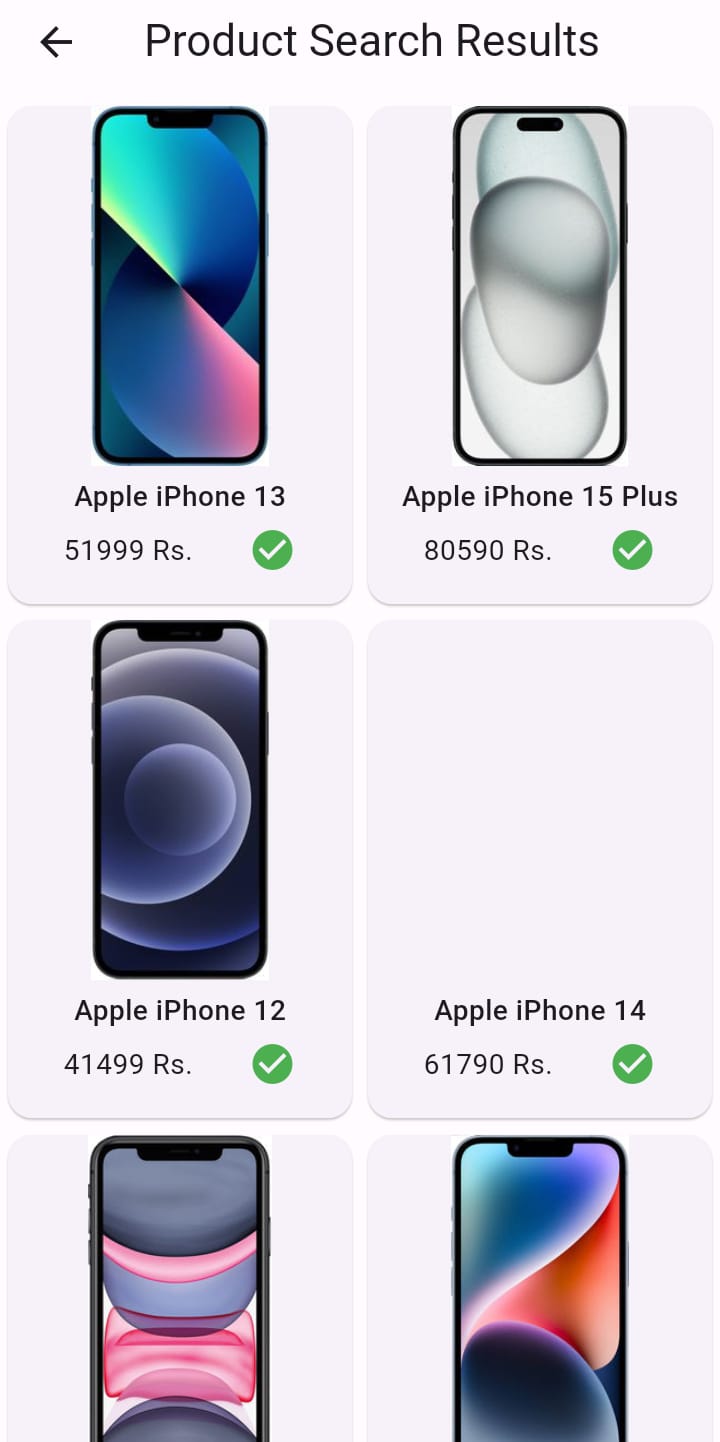 Product Search Results
Apple iPhone 13
51999 Rs.
Apple iPhone 15 Plus
80590 Rs.
Apple iPhone 12
41499 Rs.
Apple iPhone 14
61790 Rs.